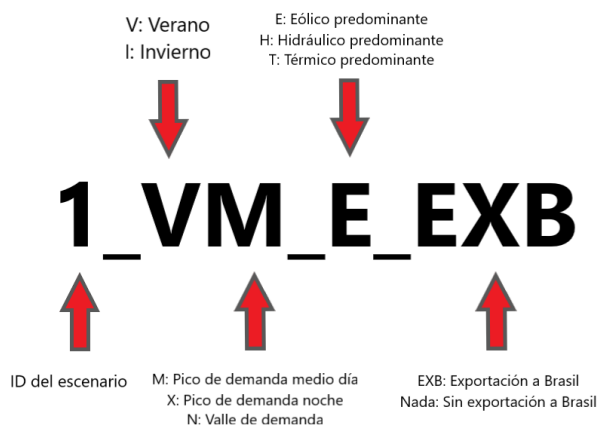 V: Verano
I: Invierno
E: Eólico predominante
H: Hidráulico predominante
T: Térmico predominante
1_VM_E_EXB
ID del escenario
M: Pico de demanda medio día
X: Pico de demanda noche
N: Valle de demanda
EXB: Exportación a Brasil
Nada: Sin exportación a Brasil